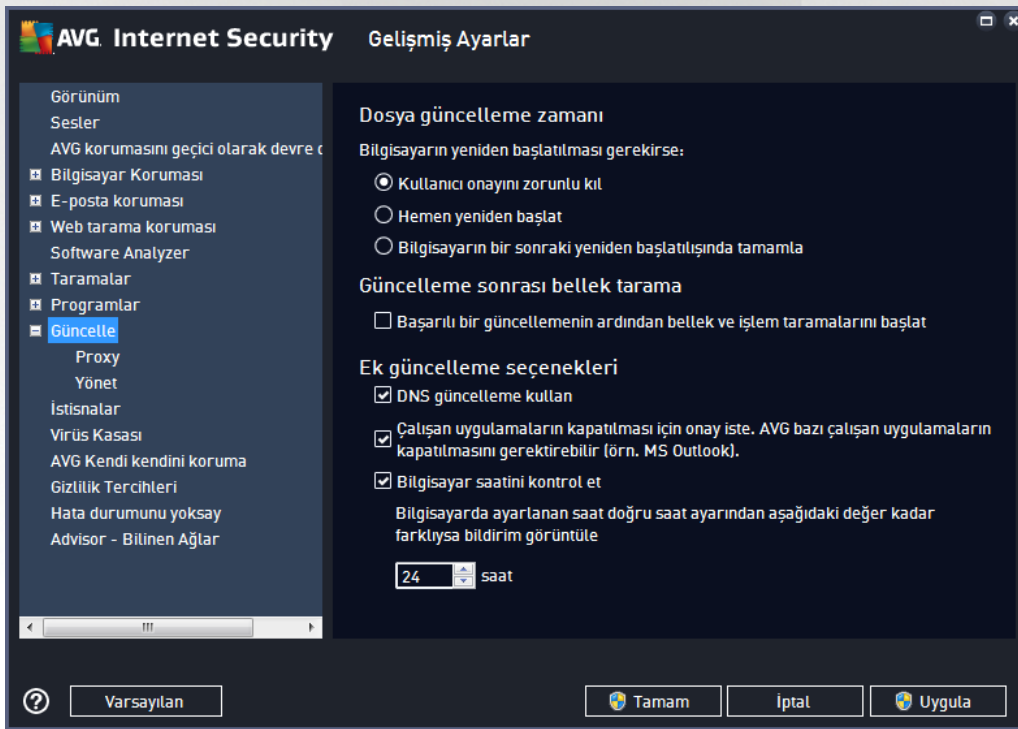 AVG. Internet Security
Gelişmiş Ayarlar
Görünüm
Sesler
AVG korumasını geçici olarak devre
Bilgisayar Koruması
E-posta koruması
Web tarama koruması
Software Analyzer
Taramalar
Programlar
Güncelle
Proxy
Yönet
İstisnalar
Virüs Kasası
AVG Kendi kendini koruma
Gizlilik Tercihleri
Hata durumunu yoksay
Advisor - Bilinen Ağlar
Dosya güncelleme zamanı
Bilgisayarın yeniden başlatılması gerekirse:
Kullanıcı onayını zorunlu kıl
Hemen yeniden başlat
Bilgisayarın bir sonraki yeniden başlatılışında tamamla
Güncelleme sonrası bellek tarama
Başarılı bir güncellemenin ardından bellek ve işlem taramalarını başlat
Ek güncelleme seçenekleri
DNS güncelleme kullan
Çalışan uygulamaların kapatılması için onay iste. AVG bazı çalışan uygulamaların
kapatılmasını gerektirebilir (örn. MS Outlook).
Bilgisayar saatini kontrol et
Bilgisayarda ayarlanan saat doğru saat ayarından aşağıdaki değer kadar
farklıysa bildirim görüntüle
24 saat
Varsayılan
Tamam
İptal
Uygula